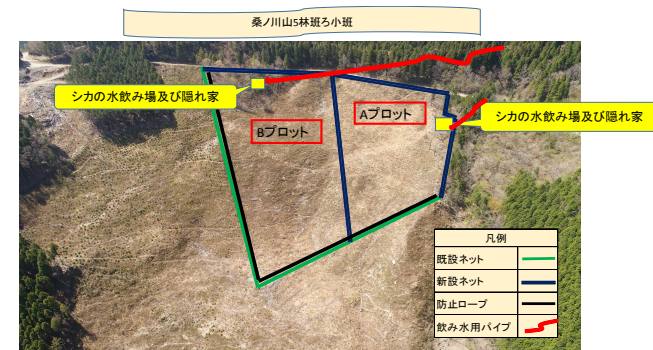 桑ノ川山5林班ろ小班
シカの水飲み場及び隠れ家
Bプロット
Aプロット
シカの水飲み場及び隠れ家
凡例
既設ネット
新設ネット
防止ロープ
飲み水用パイプ